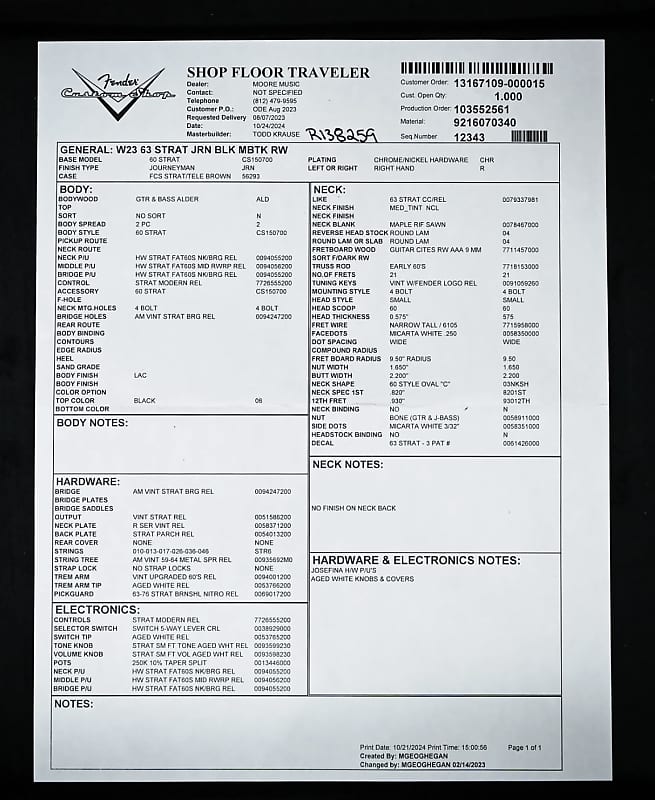 Fender
Custom Shop
SHOP FLOOR TRAVELER
Dealer: MOORE MUSIC
Contact: NOT SPECIFIED
Telephone (812) 479-9595
Customer P.O.: ODE Aug 2023
Requested Delivery 08/07/2023
Date: 10/24/2024
Masterbuilder: TODD KRAUSE
R138259
Customer Order: 13167109-000015
Cust. Open Qty: 1.000
Production Order: 103552561
Material: 9216070340
Seq.Number 12343
GENERAL: W23 63 STRAT JRN BLK MBTK RW
BASE MODEL 60 STRAT CS150700 PLATING CHROME/NICKEL HARDWARE CHR
FINISH TYPE JOURNEYMAN JRN LEFT OR RIGHT RIGHT HAND R
CASE FCS STRAT/TELE BROWN 56293
BODY:
BODYWOOD GTR & BASS ALDER ALD
TOP
SORT NO SORT N
BODY SPREAD 2 PC 2
BODY STYLE 60 STRAT CS150700
PICKUP ROUTE
NECK ROUTE
NECK P/U HW STRAT FAT60S NK/BRG REL 0094055200
MIDDLE P/U HW STRAT FAT60S MID RWRP REL 0094056200
BRIDGE P/U HW STRAT FAT60S NK/BRG REL 0094055200
CONTROL STRAT MODERN REL 7726555200
ACCESSORY 60 STRAT CS150700
F-HOLE
NECK MTG.HOLES 4 BOLT 4 BOLT
BRIDGE HOLES AM VINT STRAT BRG REL 0094247200
REAR ROUTE
BODY BINDING
CONTOURS
EDGE RADIUS
HEEL
SAND GRADE
BODY FINISH LAC
BODY FINISH
COLOR OPTION
TOP COLOR BLACK 06
BOTTOM COLOR
BODY NOTES:
HARDWARE:
BRIDGE AM VINT STRAT BRG REL 0094247200
BRIDGE PLATES
BRIDGE SADDLES
OUTPUT VINT STRAT REL 0051586200
NECK PLATE R SER VINT REL 0058371200
BACK PLATE STRAT PARCH REL 0054013200
REAR COVER NONE NONE
STRINGS 010-013-017-026-036-046 STR6
STRING TREE AM VINT 59-64 METAL SPR REL 00935692M0
STRAP LOCK NO STRAP LOCKS NONE
TREM ARM VINT UPGRADED 60'S REL 0094001200
TREM ARM TIP AGED WHITE REL 0053766200
PICKGUARD 63-76 STRAT BRNSHL NITRO REL 0069017200
ELECTRONICS:
CONTROLS STRAT MODERN REL 7726555200
SELECTOR SWITCH SWITCH 5-WAY LEVER CRL 0038929000
SWITCH TIP AGED WHITE REL 0053765200
TONE KNOB STRAT SM FT TONE AGED WHT REL 0093599230
VOLUME KNOB STRAT SM FT VOL AGED WHT REL 0093598230
POTS 250K 10% TAPER SPLIT 0013446000
NECK P/U HW STRAT FAT60S NK/BRG REL 0094055200
MIDDLE P/U HW STRAT FAT60S MID RWRP REL 0094056200
BRIDGE P/U HW STRAT FAT60S NK/BRG REL 0094055200
NECK:
LIKE 63 STRAT CC/REL 0079337981
NECK FINISH MED_TINT NCL
NECK FINISH
NECK BLANK MAPLE RIF SAWN 0078467000
REVERSE HEAD STOCK ROUND LAM 04
ROUND LAM OR SLAB ROUND LAM 04
FRETBOARD WOOD GUITAR CITES RW AAA 9 MM 7711457000
SORT F/DARK RW
TRUSS ROD EARLY 60'S 7718153000
NO.OF FRETS 21 21
TUNING KEYS VINT W/FENDER LOGO REL 0091059260
MOUNTING STYLE 4 BOLT 4 BOLT
HEAD STYLE SMALL SMALL
HEAD SCOOP 60 60
HEAD THICKNESS 0.575" 575
FRET WIRE NARROW TALL / 6105 7715958000
FACEDOTS MICARTA WHITE .250 0058350000
DOT SPACING WIDE WIDE
COMPOUND RADIUS
FRET BOARD RADIUS 9.50" RADIUS 9.50
NUT WIDTH 1.650" 1.650
BUTT WIDTH 2.200" 2.200
NECK SHAPE 60 STYLE OVAL "C" 03NKSH
NECK SPEC 1ST .820" 8201ST
12TH FRET .930" 93012TH
NECK BINDING NO N
NUT BONE (GTR & J-BASS) 0058911000
SIDE DOTS MICARTA WHITE 3/32" 0058351000
HEADSTOCK BINDING NO N
DECAL 63 STRAT - 3 PAT # 0061426000
NECK NOTES:
NO FINISH ON NECK BACK
HARDWARE & ELECTRONICS NOTES:
JOSEFINA H/W P/U'S
AGED WHITE KNOBS & COVERS
NOTES:
Print Date: 10/21/2024 Print Time: 15:00:56 Page 1 of 1
Created By: MGEOGHEGAN
Changed by: MGEOGHEGAN 02/14/2023